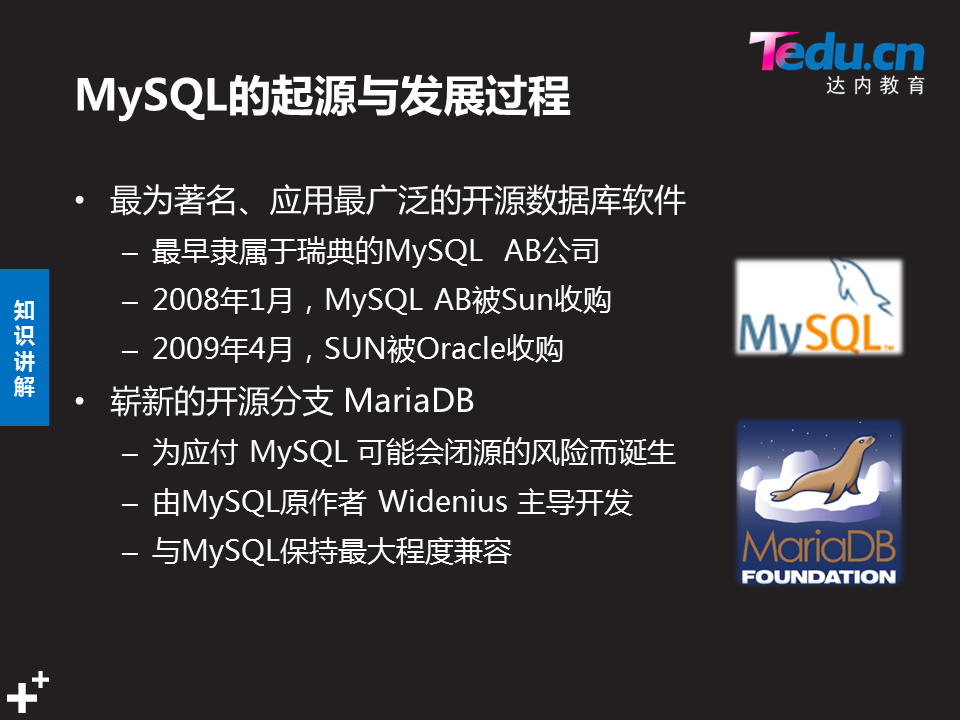 Tedu.cn
达内教育
MySQL的起源与发展过程
• 最为著名、应用最广泛的开源数据库软件
– 最早隶属于瑞典的MySQL AB公司
– 2008年1月，MySQL AB被Sun收购
– 2009年4月，SUN被Oracle收购
• 崭新的开源分支 MariaDB
– 为应付 MySQL 可能会闭源的风险而诞生
– 由MySQL原作者 Widenius 主导开发
– 与MySQL保持最大程度兼容
知识讲解
MySQL™
MariaDB
FOUNDATION